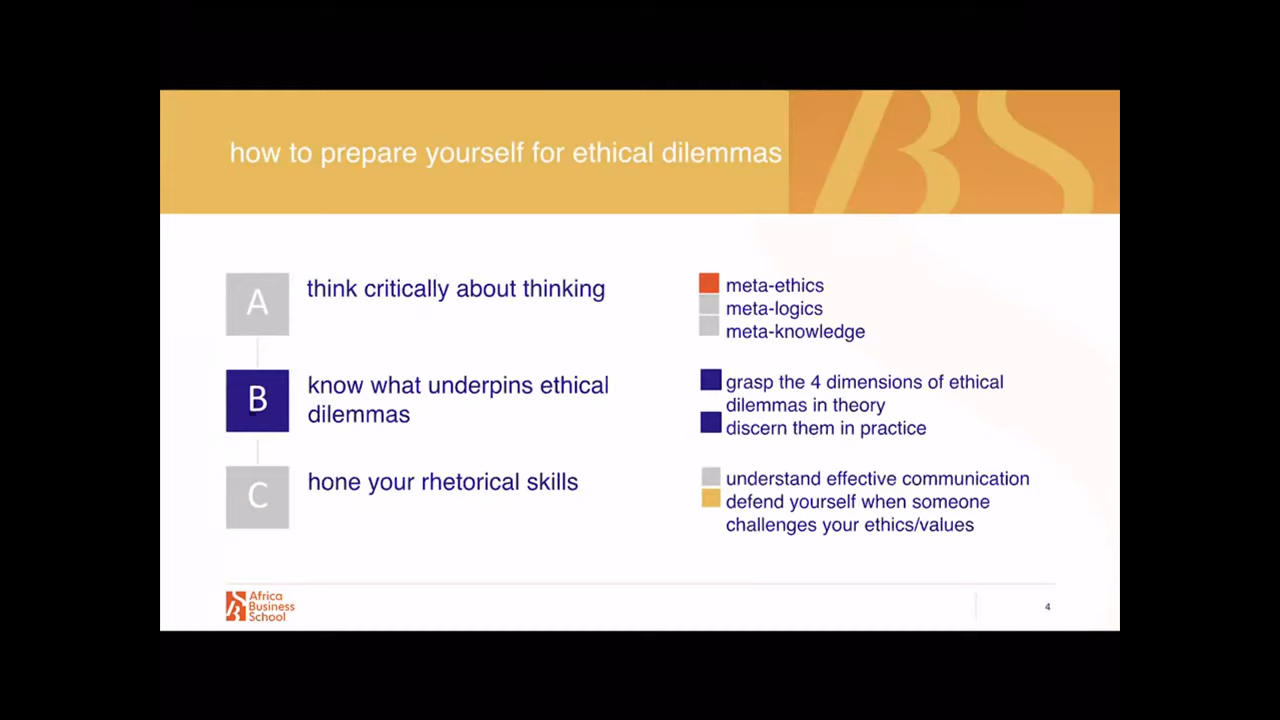 how to prepare yourself for ethical dilemmas
BS
A
think critically about thinking
meta-ethics
meta-logics
meta-knowledge
B
know what underpins ethical
dilemmas
grasp the 4 dimensions of ethical
dilemmas in theory
discern them in practice
C
hone your rhetorical skills
understand effective communication
defend yourself when someone
challenges your ethics/values
Africa
Business
School
4